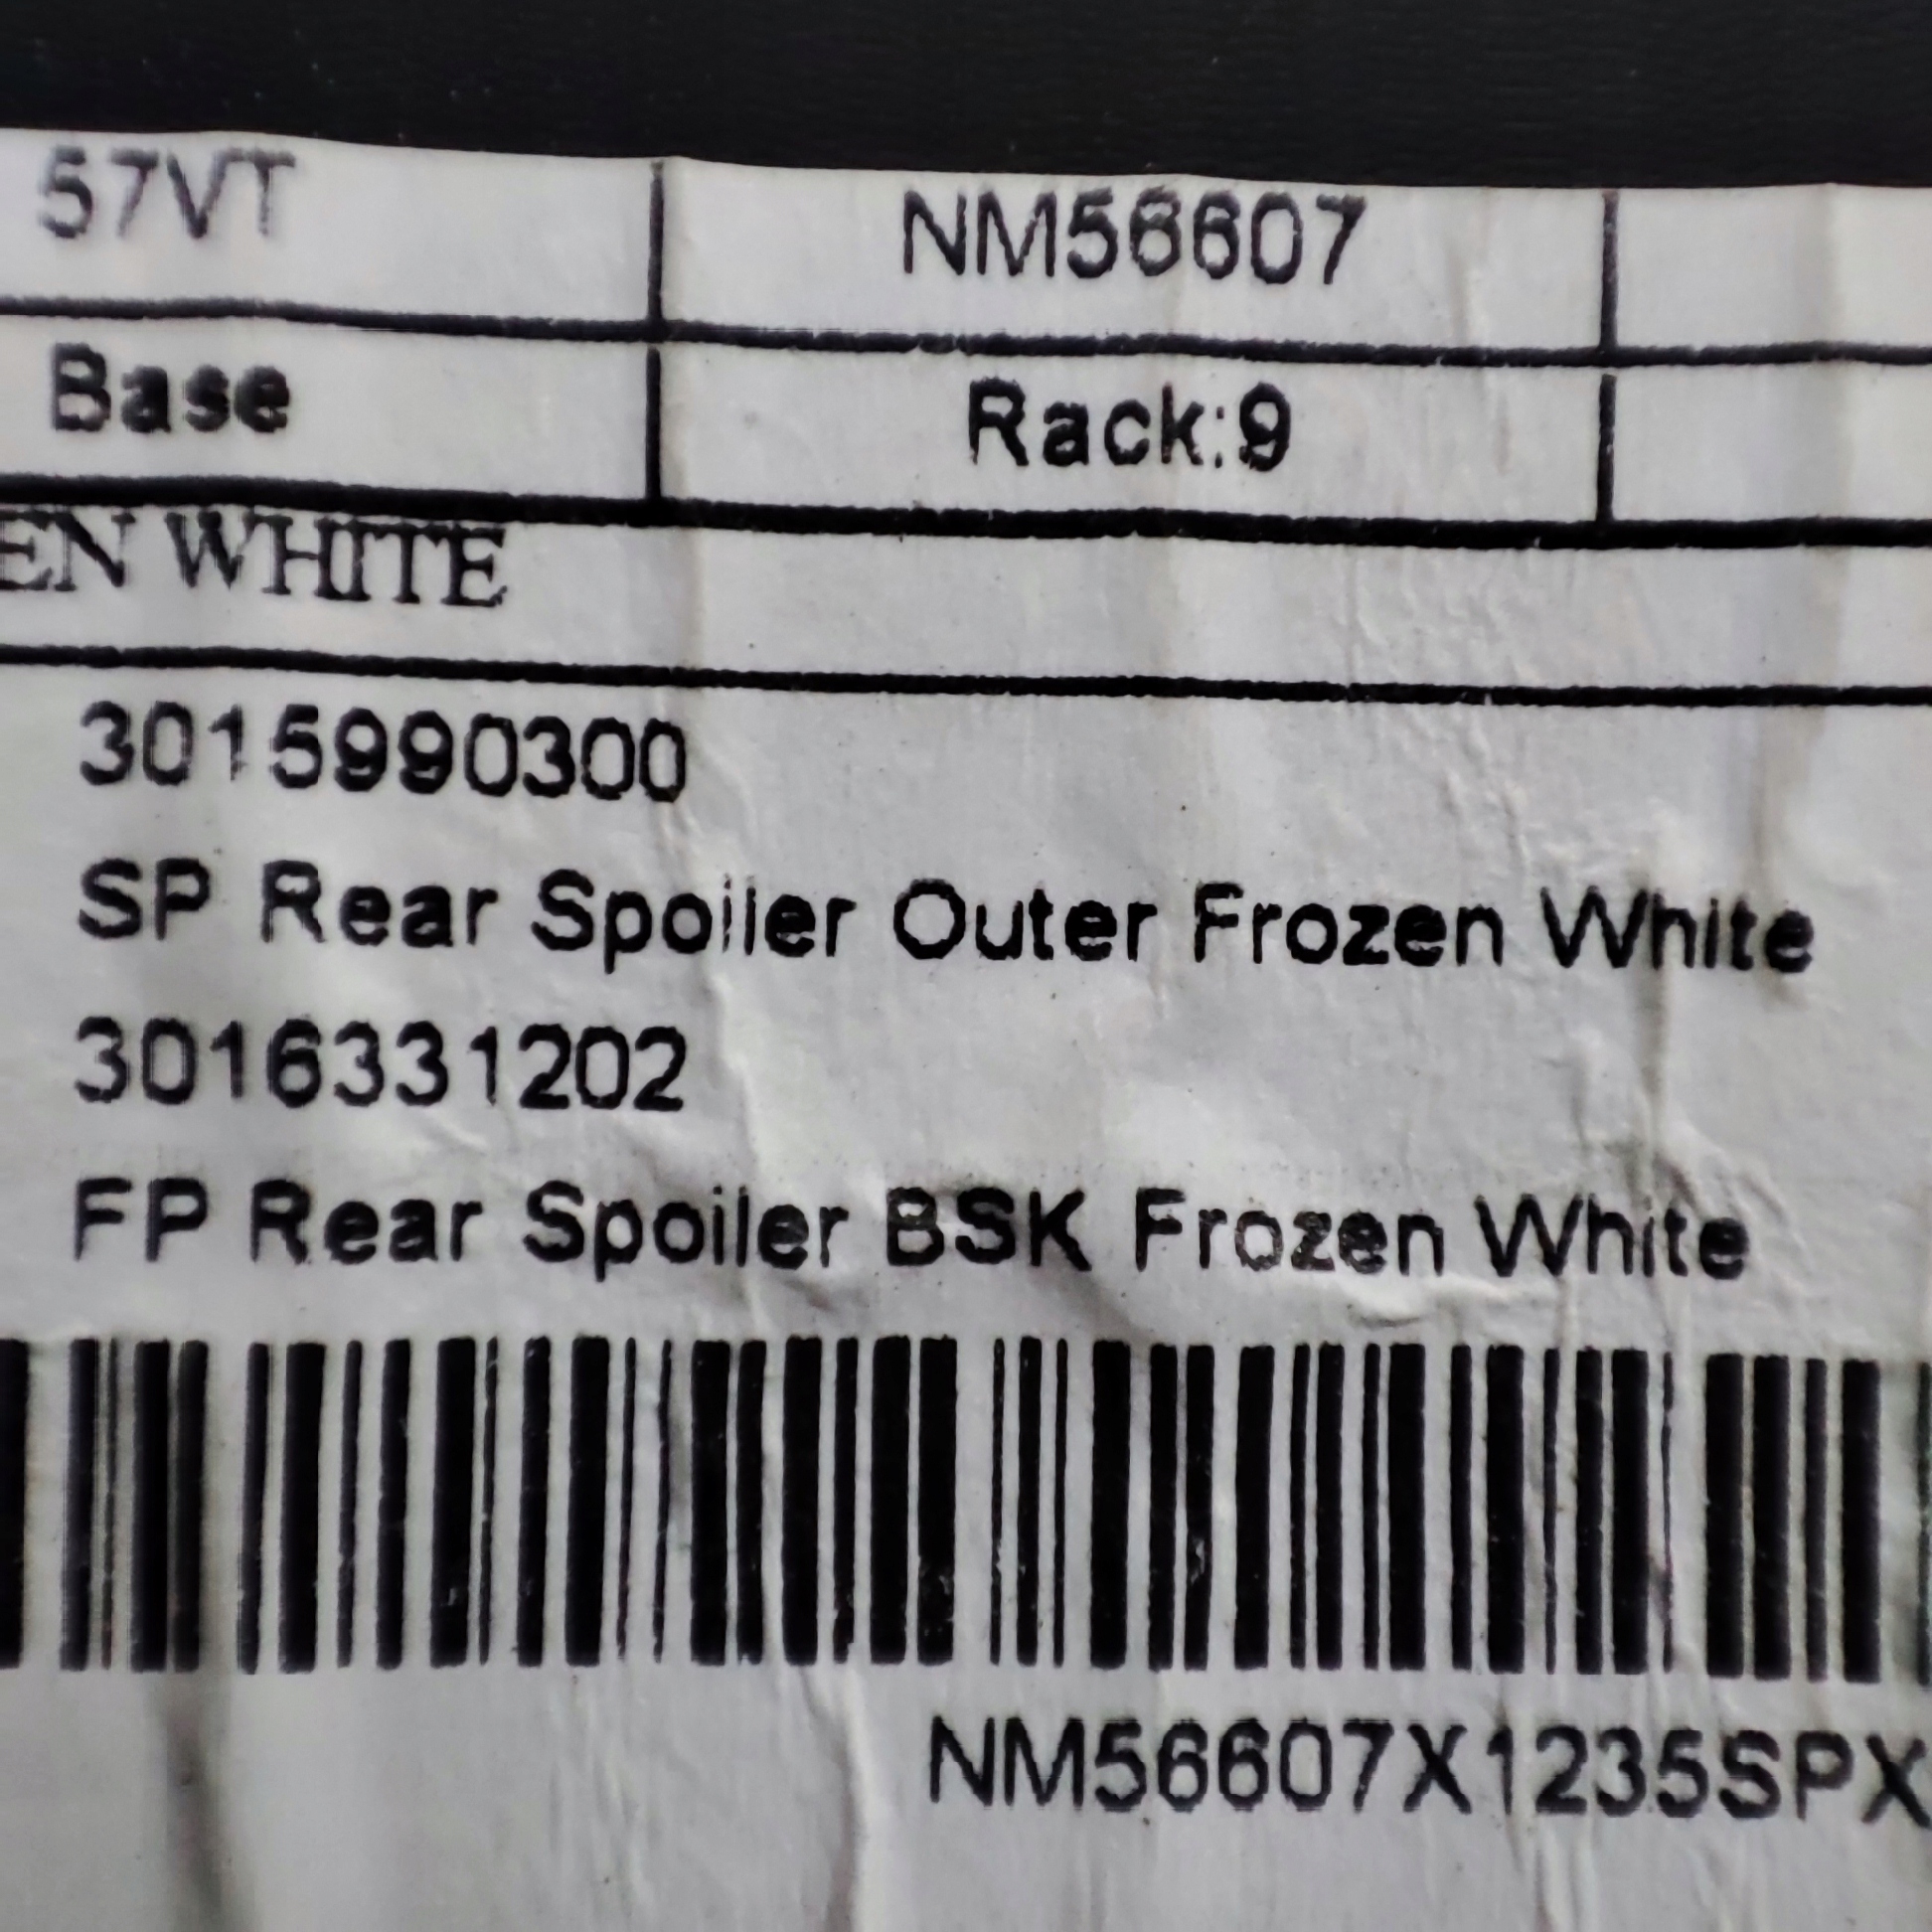 57VT NM56607
Base Rack:9
EN WHITE
3015990300
SP Rear Spoiler Outer Frozen White
3016331202
FP Rear Spoiler BSK Frozen White
NM56607X1235SPX